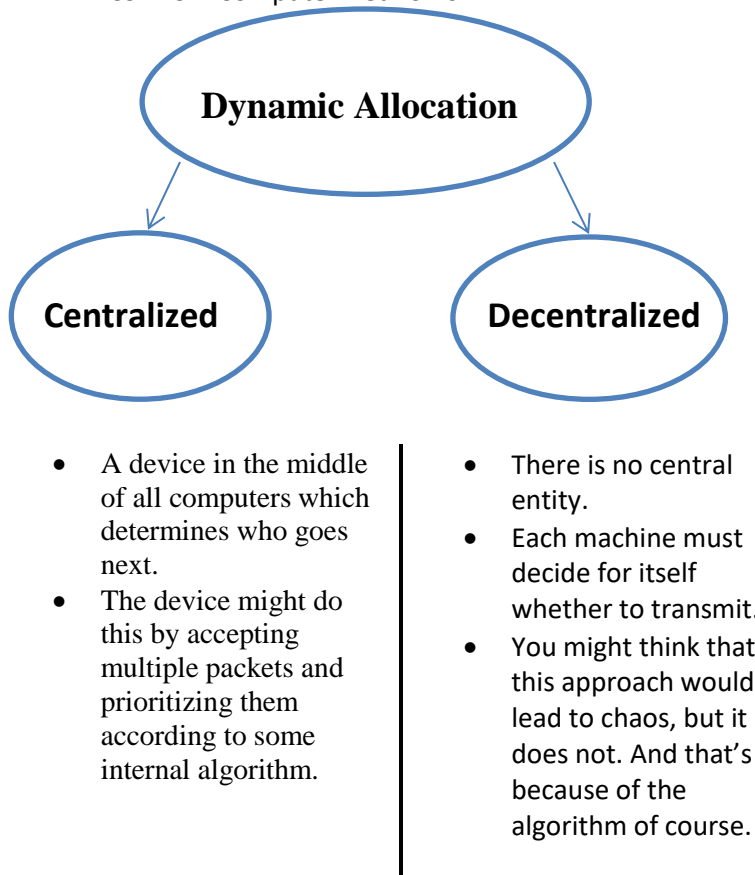 Dynamic Allocation
Centralized
Decentralized
• A device in the middle
of all computers which
determines who goes
next.
• The device might do
this by accepting
multiple packets and
prioritizing them
according to some
internal algorithm.
• There is no central
entity.
• Each machine must
decide for itself
whether to transmit.
• You might think that
this approach would
lead to chaos, but it
does not. And that’s
because of the
algorithm of course.